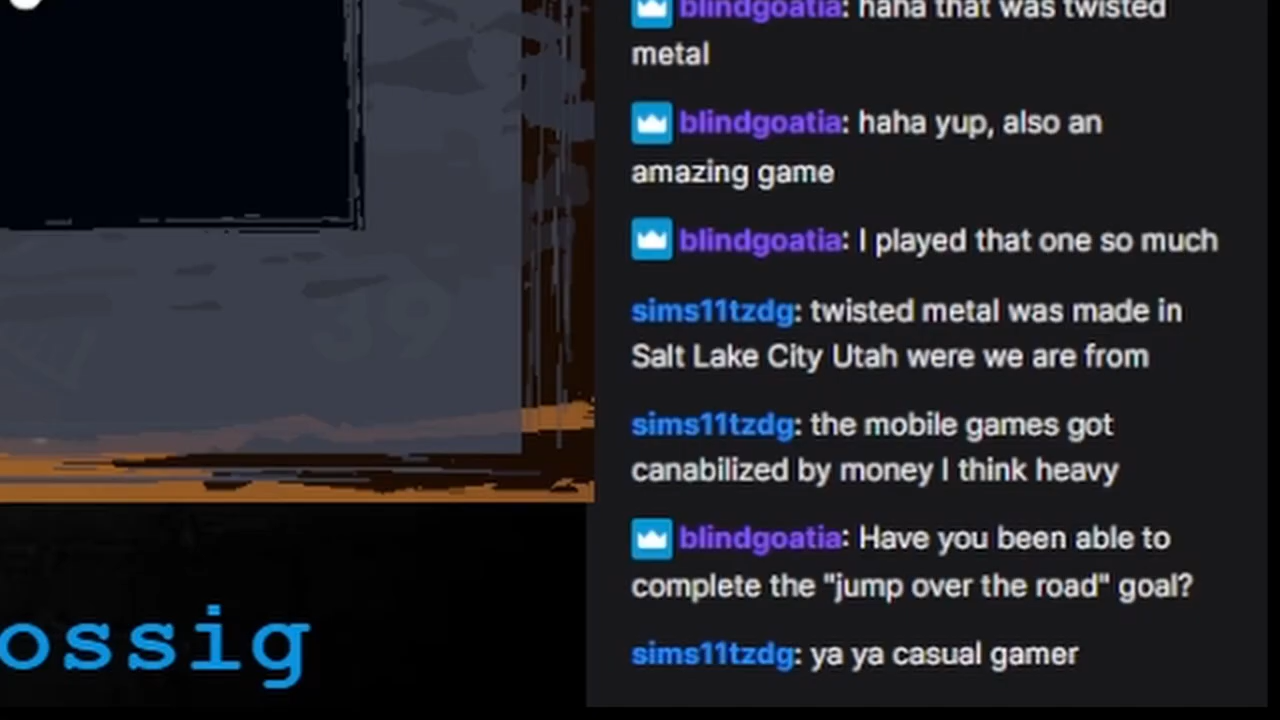 blindgoatia: haha that was twisted
metal
blindgoatia: haha yup, also an
amazing game
blindgoatia: I played that one so much
sims11tzdg: twisted metal was made in
Salt Lake City Utah were we are from
sims11tzdg: the mobile games got
canabilized by money I think heavy
blindgoatia: Have you been able to
complete the "jump over the road" goal?
sims11tzdg: ya ya casual gamer
39
ossig